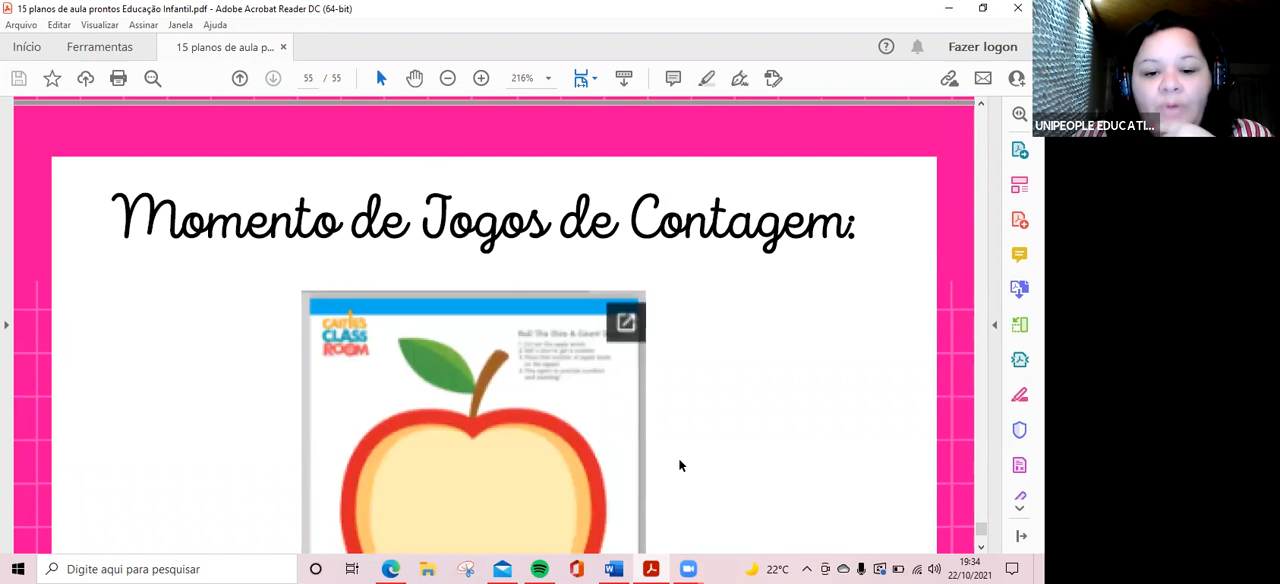 15 planos de aula prontos Educação Infantil.pdf - Adobe Acrobat Reader DC (64-bit)
Arquivo Editar Visualizar Assinar Janela Ajuda
Início Ferramentas 15 planos de aula p... × Fazer logon
55 / 55 216%
UNIPEOPLE EDUCATI...
Momento de Jogos de Contagem:
CLASS
ROOM
Roll The Dice & Count
Digite aqui para pesquisar
22°C
19:34
22/10/2021